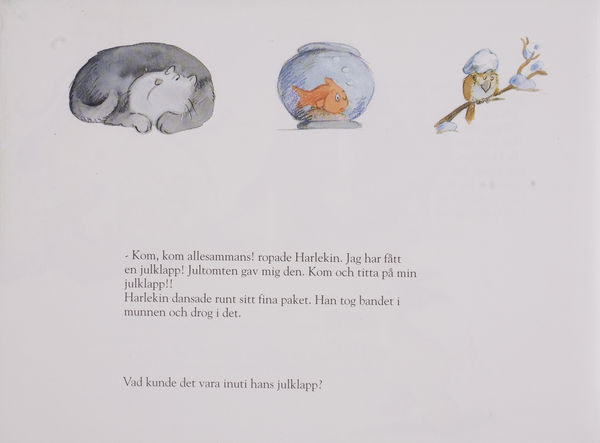 - Kom, kom allesammans! ropade Harlekin. Jag har fått
en julklapp! Jultomten gav mig den. Kom och titta på min
julklapp!!
Harlekin dansade runt sitt fina paket. Han tog bandet i
munnen och drog i det.
Vad kunde det vara inuti hans julklapp?